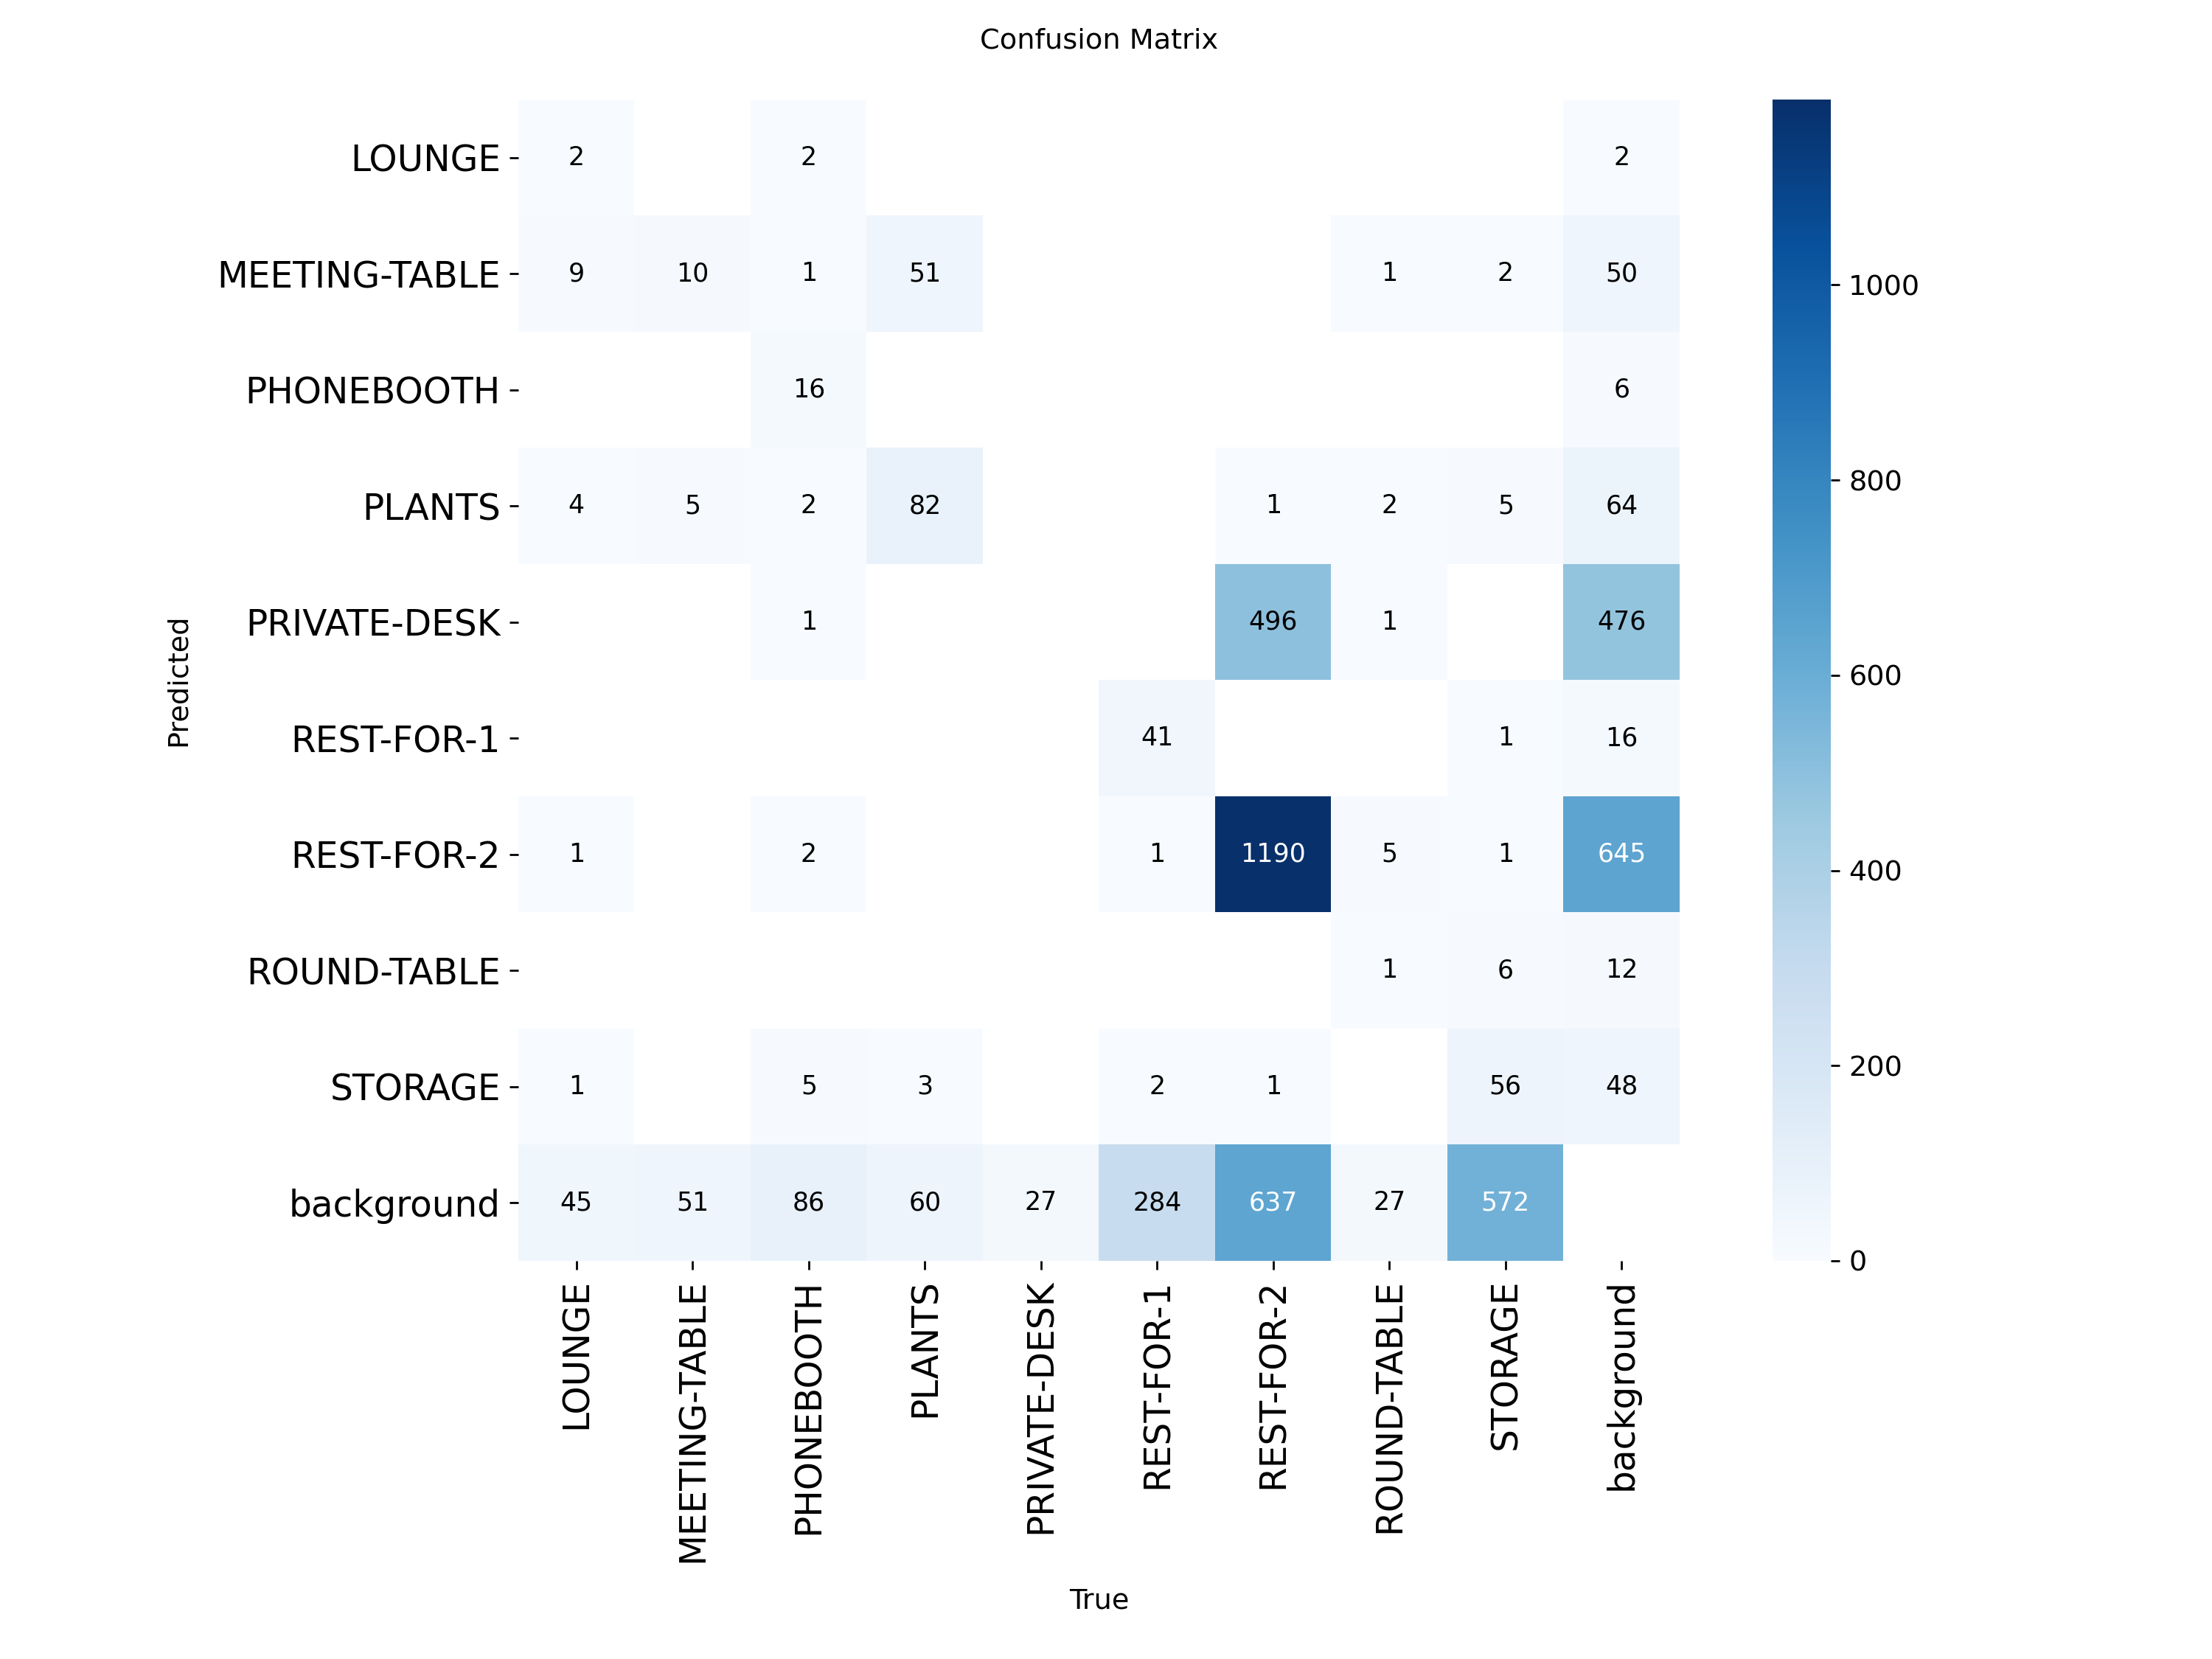 Confusion Matrix
LOUNGE 2 2 2
MEETING-TABLE 9 10 1 51 1 2 50
PHONEBOOTH 16 6
PLANTS 4 5 2 82 1 2 5 64
PRIVATE-DESK 1 496 1 476
REST-FOR-1 41 1 16
REST-FOR-2 1 2 1 1190 5 1 645
ROUND-TABLE 1 6 12
STORAGE 1 5 3 2 1 56 48
background 45 51 86 60 27 284 637 27 572
Predicted
LOUNGE
MEETING-TABLE
PHONEBOOTH
PLANTS
PRIVATE-DESK
REST-FOR-1
REST-FOR-2
ROUND-TABLE
STORAGE
background
True
1000
800
600
400
200
0